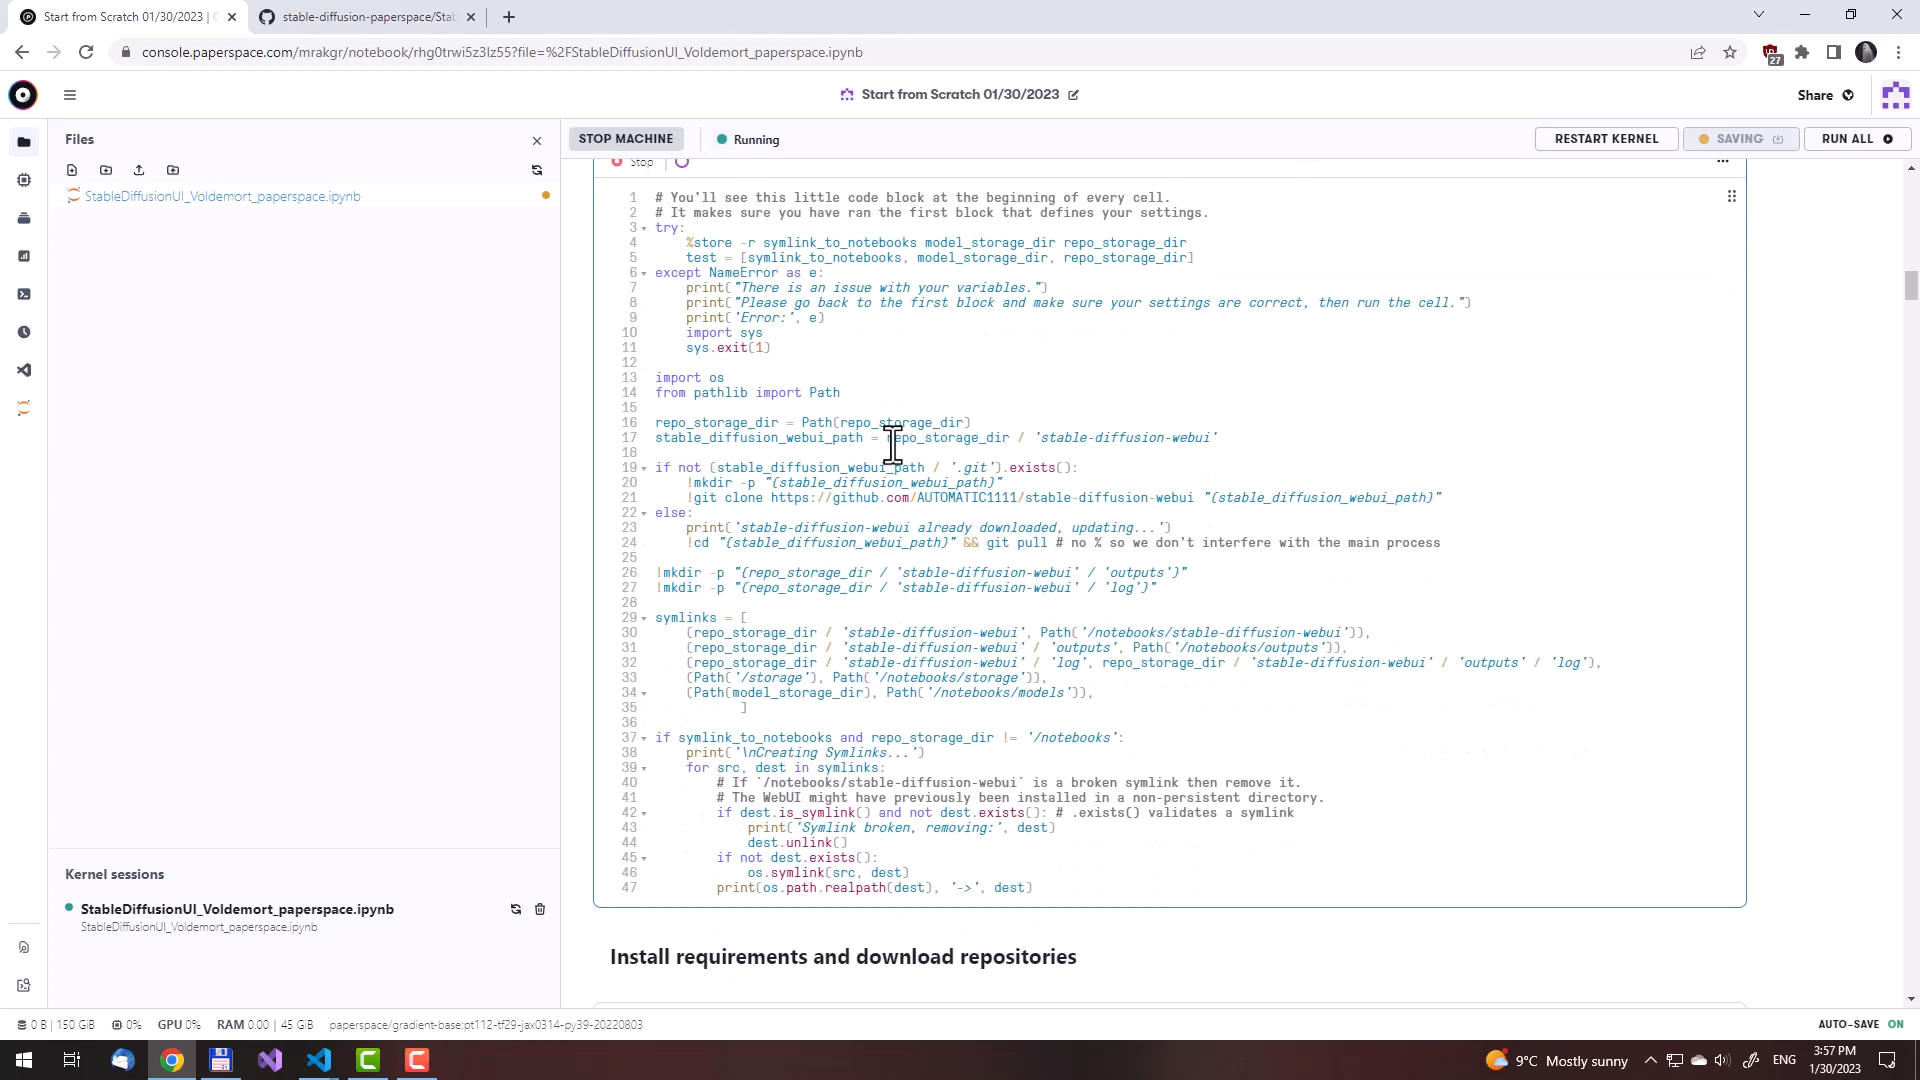 Start from Scratch 01/30/2023 | G
stable-diffusion-paperspace/Stab
console.paperspace.com/mrakgr/notebook/rhg0trwi5z3lz55?file=%2FStableDiffusionUI_Voldemort_paperspace.ipynb
27
Start from Scratch 01/30/2023
Share
Files
STOP MACHINE
Running
RESTART KERNEL
SAVING
RUN ALL
StableDiffusionUI_Voldemort_paperspace.ipynb
Stop
1 # You'll see this little code block at the beginning of every cell.
2 # It makes sure you have ran the first block that defines your settings.
3 try:
4 %store -r symlink_to_notebooks model_storage_dir repo_storage_dir
5 test = [symlink_to_notebooks, model_storage_dir, repo_storage_dir]
6 except NameError as e:
7 print("There is an issue with your variables.")
8 print("Please go back to the first block and make sure your settings are correct, then run the cell.")
9 print('Error:', e)
10 import sys
11 sys.exit(1)
12
13 import os
14 from pathlib import Path
15
16 repo_storage_dir = Path(repo_storage_dir)
17 stable_diffusion_webui_path = repo_storage_dir / 'stable-diffusion-webui'
18
19 if not (stable_diffusion_webui_path / '.git').exists():
20 !mkdir -p "{stable_diffusion_webui_path}"
21 !git clone https://github.com/AUTOMATIC1111/stable-diffusion-webui "{stable_diffusion_webui_path}"
22 else:
23 print('stable-diffusion-webui already downloaded, updating...')
24 !cd "{stable_diffusion_webui_path}" && git pull # no % so we don't interfere with the main process
25
26 !mkdir -p "{repo_storage_dir / 'stable-diffusion-webui' / 'outputs'}"
27 !mkdir -p "{repo_storage_dir / 'stable-diffusion-webui' / 'log'}"
28
29 symlinks = [
30 (repo_storage_dir / 'stable-diffusion-webui', Path('/notebooks/stable-diffusion-webui')),
31 (repo_storage_dir / 'stable-diffusion-webui' / 'outputs', Path('/notebooks/outputs')),
32 (repo_storage_dir / 'stable-diffusion-webui' / 'log', repo_storage_dir / 'stable-diffusion-webui' / 'outputs' / 'log'),
33 (Path('/storage'), Path('/notebooks/storage')),
34 (Path(model_storage_dir), Path('/notebooks/models')),
35 ]
36
37 if symlink_to_notebooks and repo_storage_dir != '/notebooks':
38 print('\nCreating Symlinks...')
39 for src, dest in symlinks:
40 # If `/notebooks/stable-diffusion-webui` is a broken symlink then remove it.
41 # The WebUI might have previously been installed in a non-persistent directory.
42 if dest.is_symlink() and not dest.exists(): # .exists() validates a symlink
43 print('Symlink broken, removing:', dest)
44 dest.unlink()
45 if not dest.exists():
46 os.symlink(src, dest)
47 print(os.path.realpath(dest), '->', dest)
Install requirements and download repositories
Kernel sessions
StableDiffusionUI_Voldemort_paperspace.ipynb
StableDiffusionUI_Voldemort_paperspace.ipynb
0 B | 150 GiB 0% GPU 0% RAM 0.00 | 45 GiB paperspace/gradient-base:pt112-tf29-jax0314-py39-20220803
AUTO-SAVE ON
9°C Mostly sunny
ENG
3:57 PM
1/30/2023